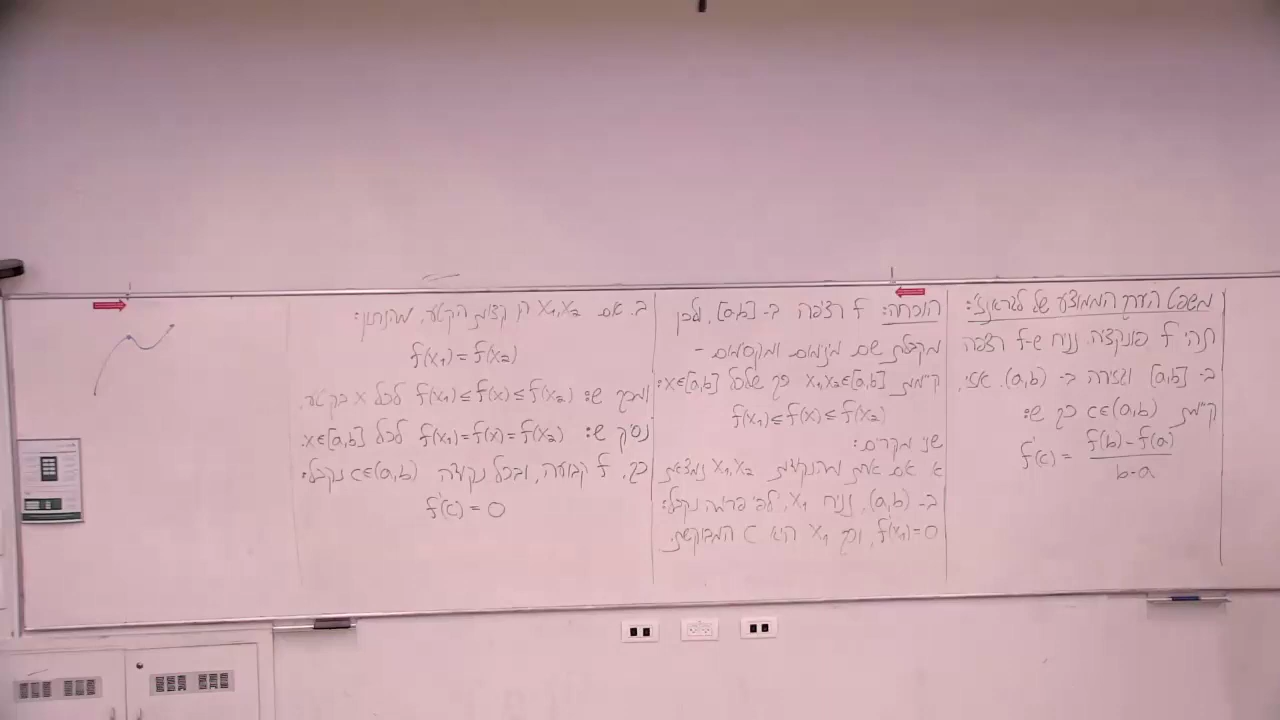 משפט הערך הממוצע של לגראנז':
תהי f פונקציה. נניח ש-f רציפה
ב- [a,b] וגזירה ב- (a,b). אזי,
קיימת c∈(a,b) כך ש:
f'(c) = (f(b)-f(a))/(b-a)
הוכחה: f רציפה ב- [a,b], ולכן
מקבלת שם מינימום ומקסימום -
קיימות x₁,x₂∈[a,b] כך שלכל x∈[a,b]:
f(x₁)≤f(x)≤f(x₂)
שני מקרים:
א. אם אחת מהנקודות x₁,x₂ נמצאת
ב- (a,b), נניח x₁, לפי פרמה נקבל:
f'(x₁)=0, וכך x₁ היא c המבוקשת.
ב. אם x₁,x₂ הן קצוות הקטע, מהנתון:
f(x₁)=f(x₂)
ומכך ש: f(x₁)≤f(x)≤f(x₂) לכל x בקטע,
נסיק ש: f(x₁)=f(x)=f(x₂) לכל x∈[a,b].
כך, f קבועה, ובכל נקודה c∈(a,b) נקבל:
f'(c)=0